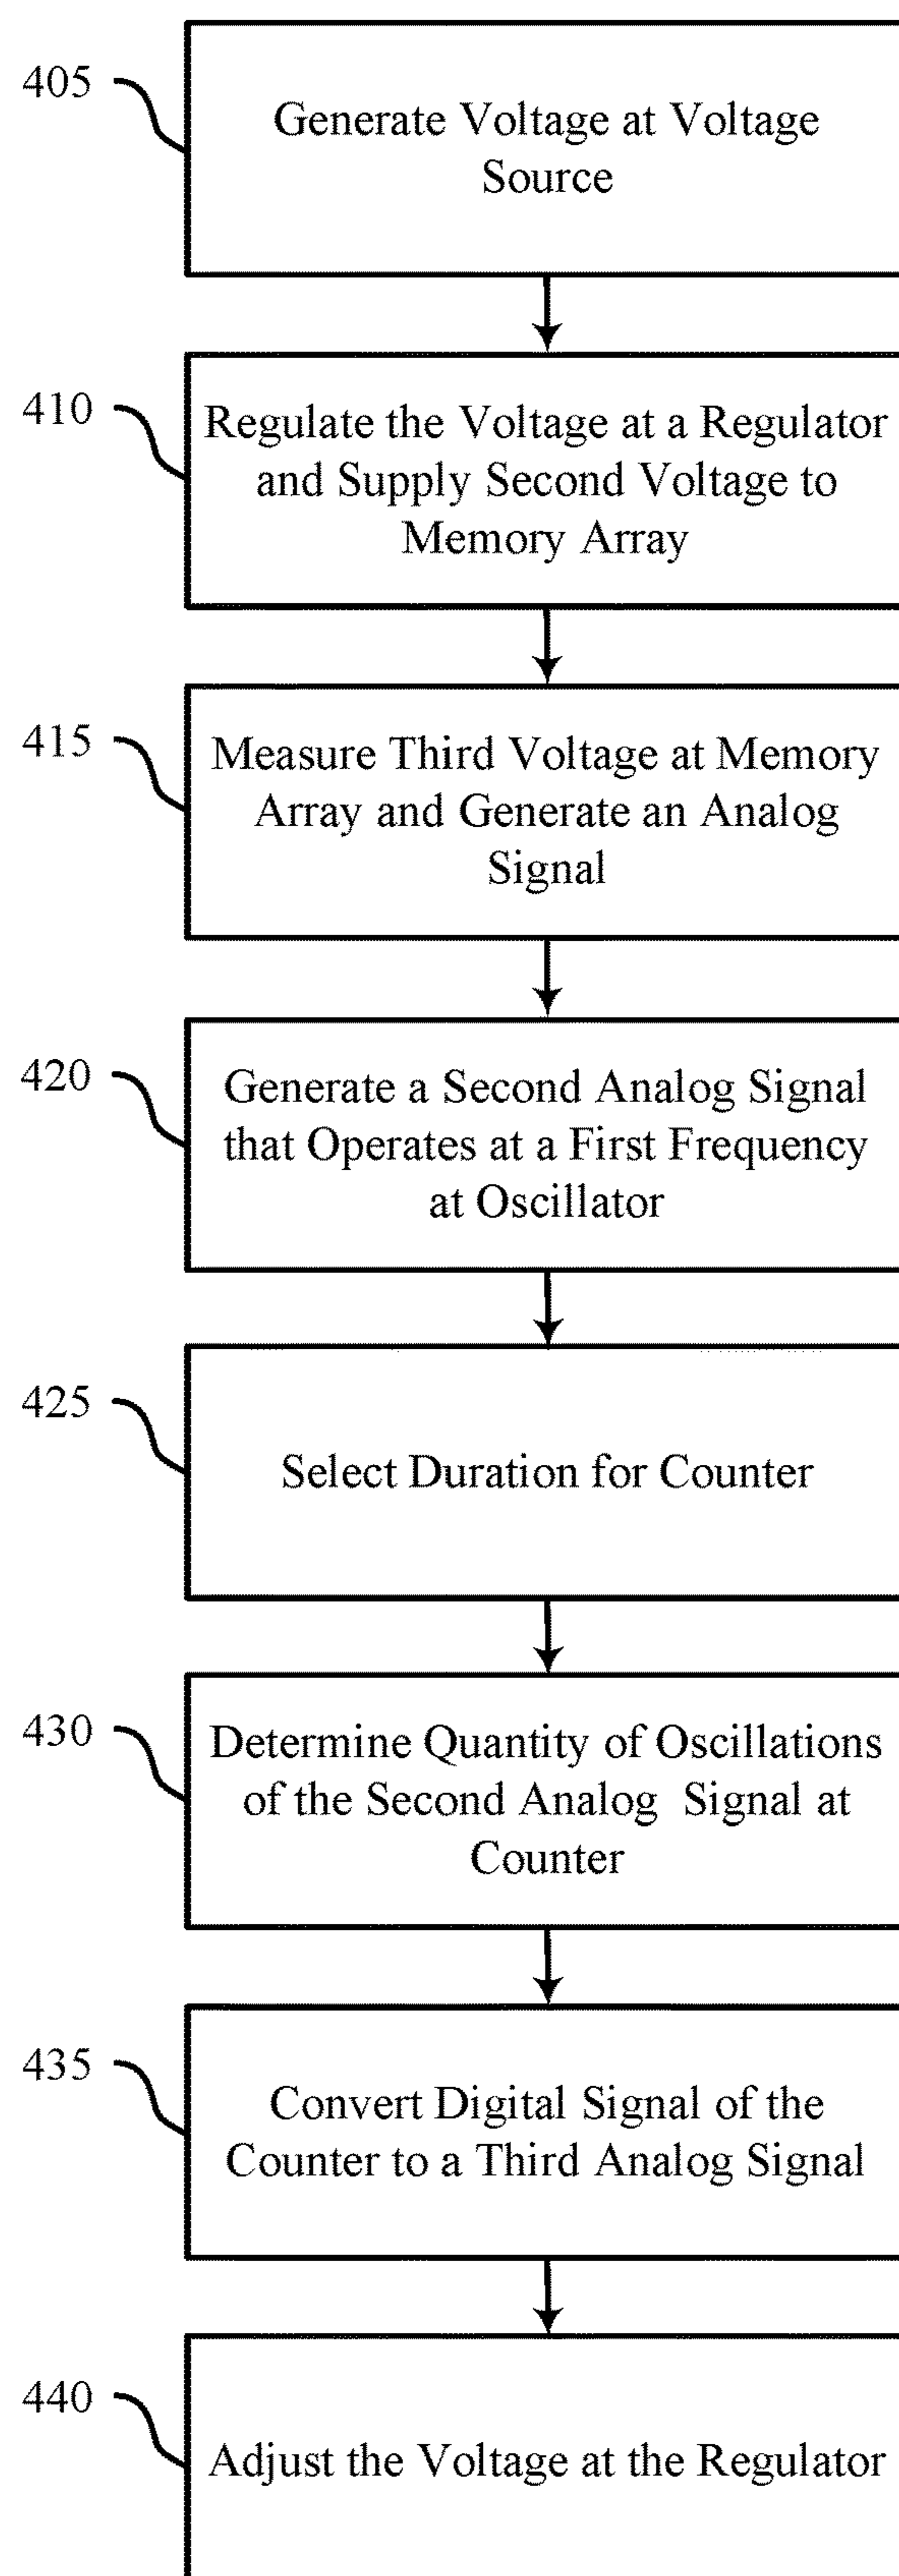 405
Generate Voltage at Voltage
Source
410
Regulate the Voltage at a Regulator
and Supply Second Voltage to
Memory Array
415
Measure Third Voltage at Memory
Array and Generate an Analog
Signal
420
Generate a Second Analog Signal
that Operates at a First Frequency
at Oscillator
425
Select Duration for Counter
430
Determine Quantity of Oscillations
of the Second Analog Signal at
Counter
435
Convert Digital Signal of the
Counter to a Third Analog Signal
440
Adjust the Voltage at the Regulator